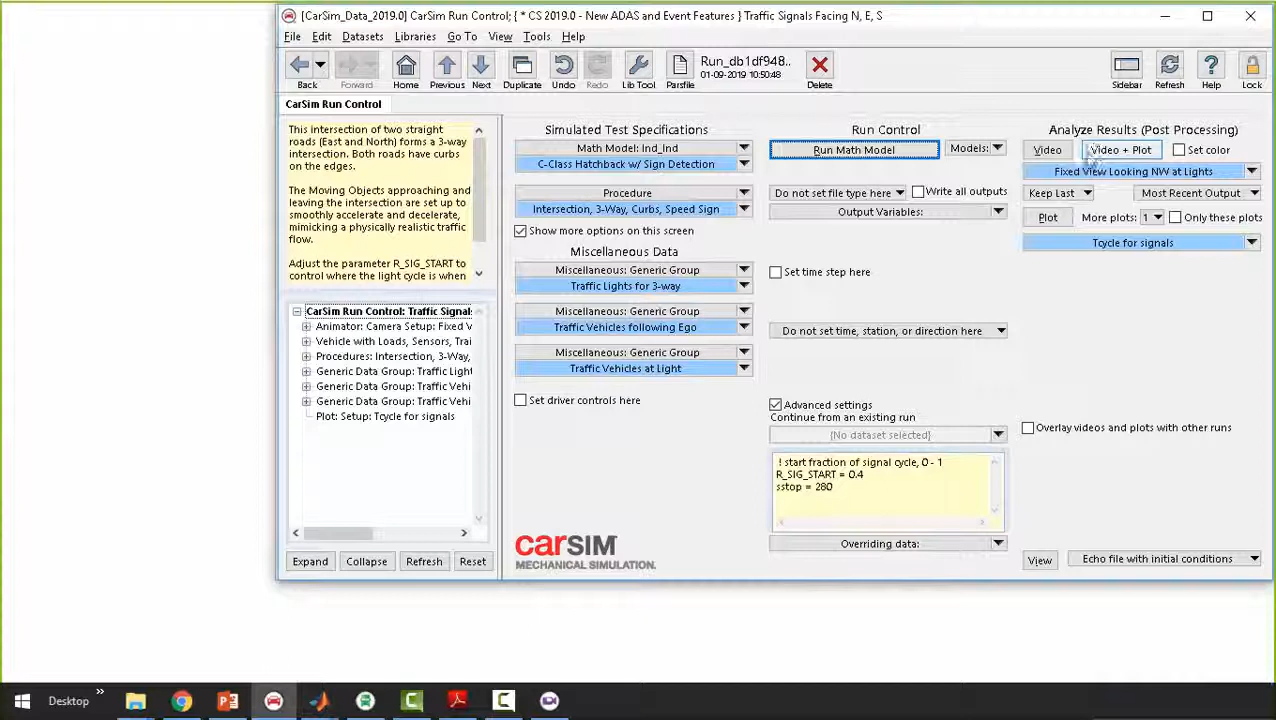 [CarSim_Data_2019.0] CarSim Run Control; { * CS 2019.0 - New ADAS and Event Features } Traffic Signals Facing N, E, S
File Edit Datasets Libraries Go To View Tools Help
Back Forward Home Previous Next Duplicate Undo Redo Lib Tool Parsfile
Run_db1df948..
01-09-2019 10:50:48
Delete Sidebar Refresh Help Lock
CarSim Run Control
This intersection of two straight
roads (East and North) forms a 3-way
intersection. Both roads have curbs
on the edges.
The Moving Objects approaching and
leaving the intersection are set up to
smoothly accelerate and decelerate,
mimicking a physically realistic traffic
flow.
Adjust the parameter R_SIG_START to
control where the light cycle is when
CarSim Run Control: Traffic Signal
Animator: Camera Setup: Fixed V
Vehicle with Loads, Sensors, Trai
Procedures: Intersection, 3-Way,
Generic Data Group: Traffic Light
Generic Data Group: Traffic Vehi
Generic Data Group: Traffic Vehi
Plot: Setup: Tcycle for signals
Expand Collapse Refresh Reset
Simulated Test Specifications
Math Model: Ind_Ind
C-Class Hatchback w/ Sign Detection
Procedure
Intersection, 3-Way, Curbs, Speed Sign
Show more options on this screen
Miscellaneous Data
Miscellaneous: Generic Group
Traffic Lights for 3-way
Miscellaneous: Generic Group
Traffic Vehicles following Ego
Miscellaneous: Generic Group
Traffic Vehicles at Light
Set driver controls here
carSIM
MECHANICAL SIMULATION.
Run Control
Run Math Model Models:
Do not set file type here Write all outputs
Output Variables:
Set time step here
Do not set time, station, or direction here
Advanced settings
Continue from an existing run
{No dataset selected}
! start fraction of signal cycle, 0 - 1
R_SIG_START = 0.4
sstop = 280
Overriding data:
Analyze Results (Post Processing)
Video Video + Plot Set color
Fixed View Looking NW at Lights
Keep Last Most Recent Output
Plot More plots: 1 Only these plots
Tcycle for signals
Overlay videos and plots with other runs
View Echo file with initial conditions
Desktop